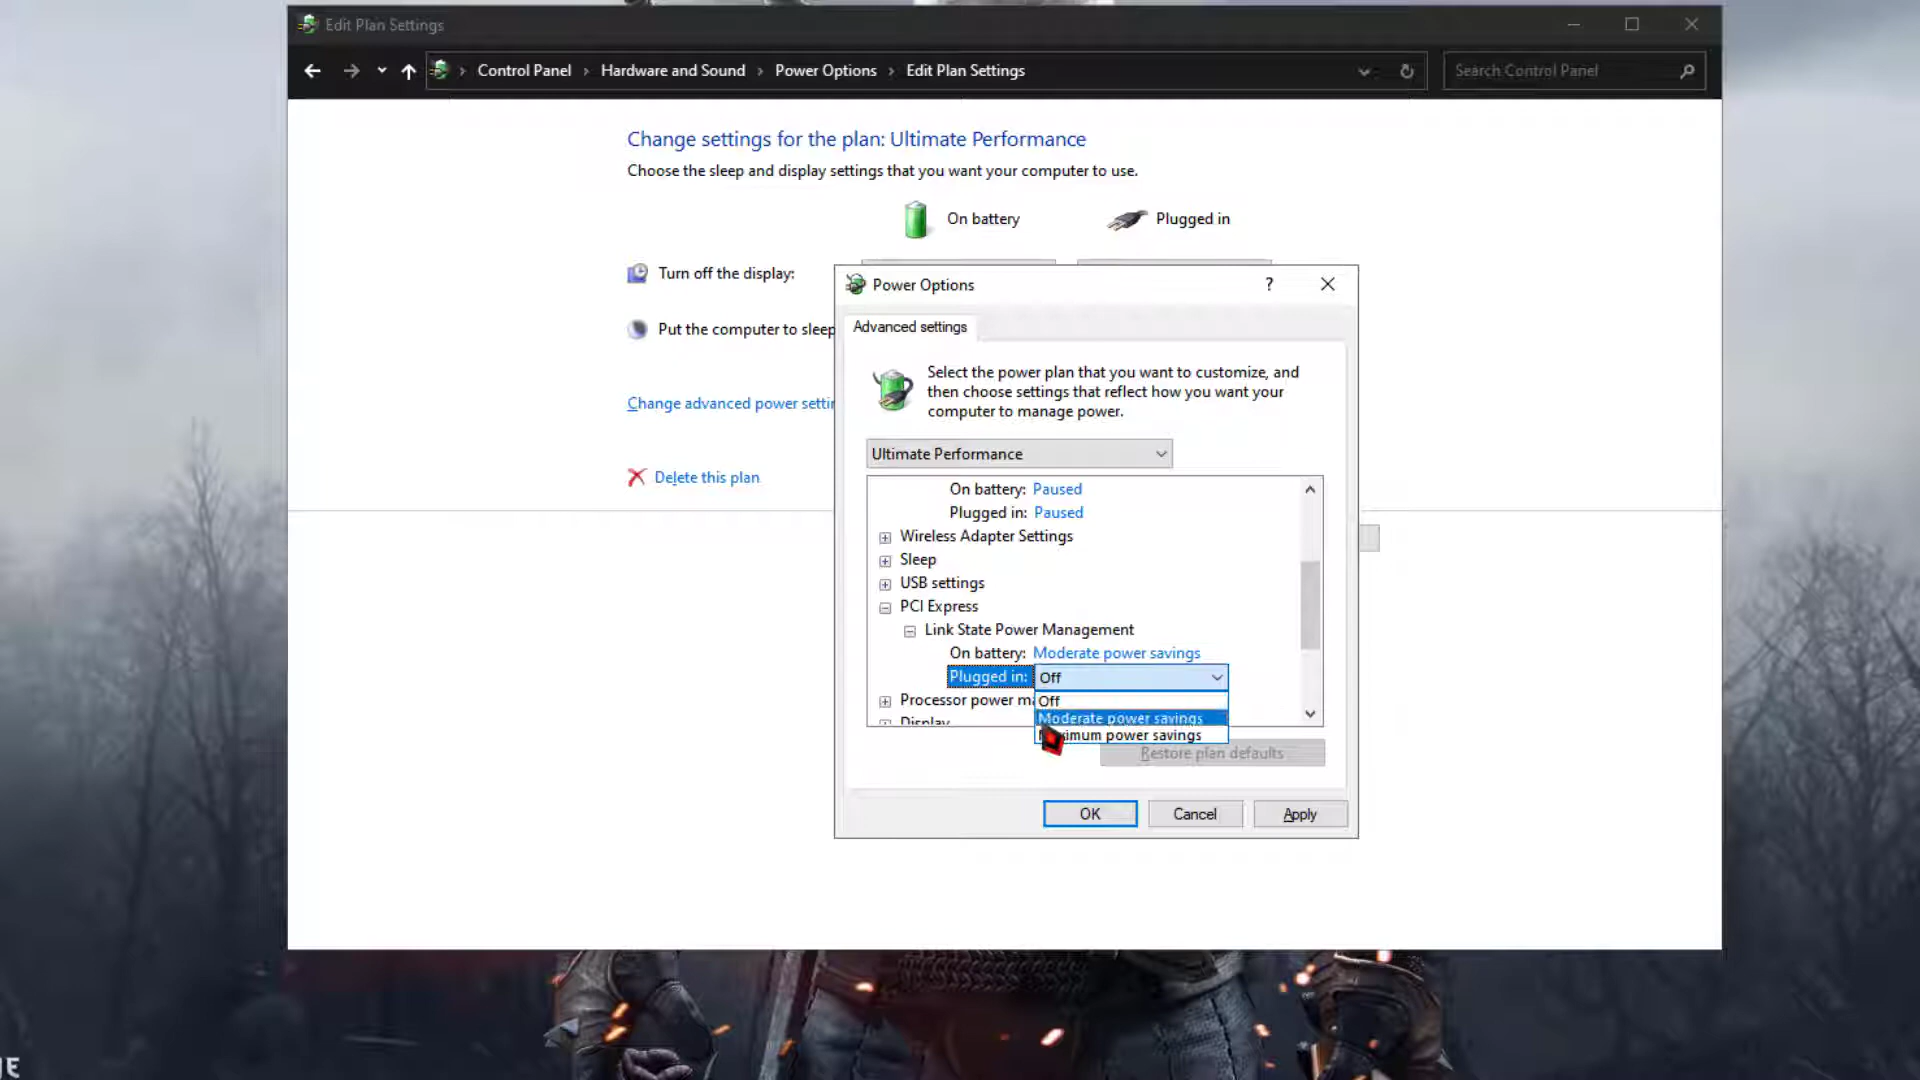 Edit Plan Settings
Control Panel > Hardware and Sound > Power Options > Edit Plan Settings
Search Control Panel
Change settings for the plan: Ultimate Performance
Choose the sleep and display settings that you want your computer to use.
On battery
Plugged in
Turn off the display:
Put the computer to sleep
Change advanced power settin
Delete this plan
Power Options
?
Advanced settings
Select the power plan that you want to customize, and
then choose settings that reflect how you want your
computer to manage power.
Ultimate Performance
On battery: Paused
Plugged in: Paused
Wireless Adapter Settings
Sleep
USB settings
PCI Express
Link State Power Management
On battery: Moderate power savings
Plugged in: Off
Processor power ma
Off
Display
Moderate power savings
power savings
Restore plan defaults
OK
Cancel
Apply